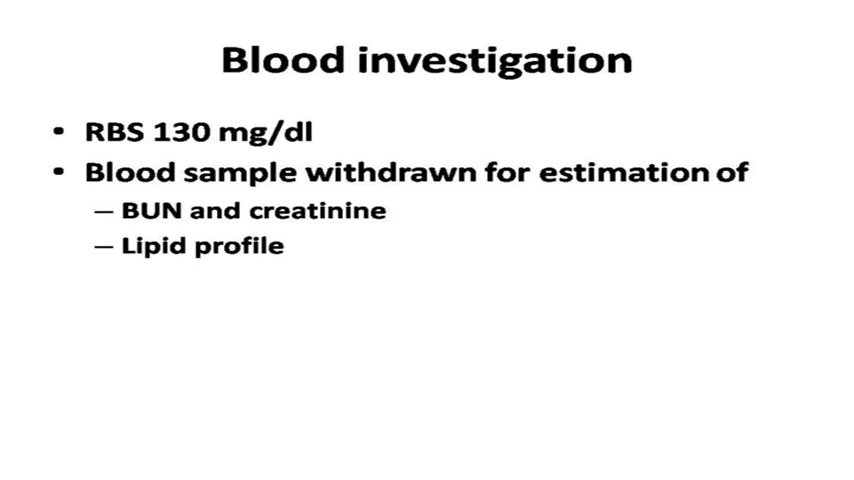 Blood investigation
• RBS 130 mg/dl
• Blood sample withdrawn for estimation of
– BUN and creatinine
– Lipid profile